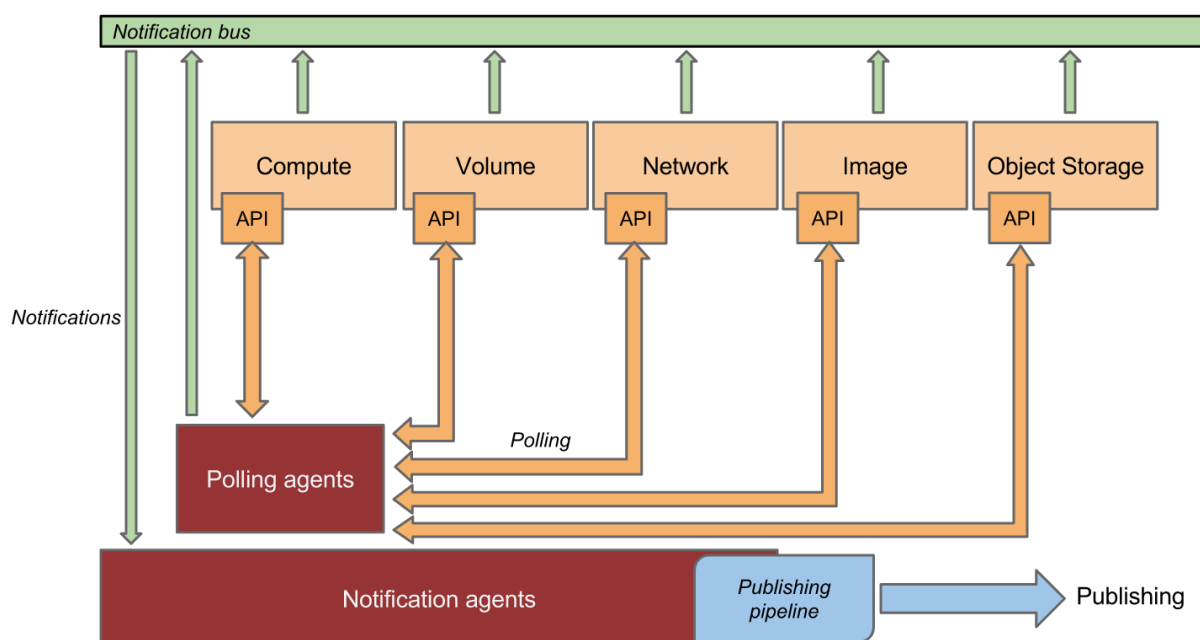 Notification bus
Compute
Volume
Network
Image
Object Storage
API
API
API
API
API
Notifications
Polling
Polling agents
Notification agents
Publishing
pipeline
Publishing